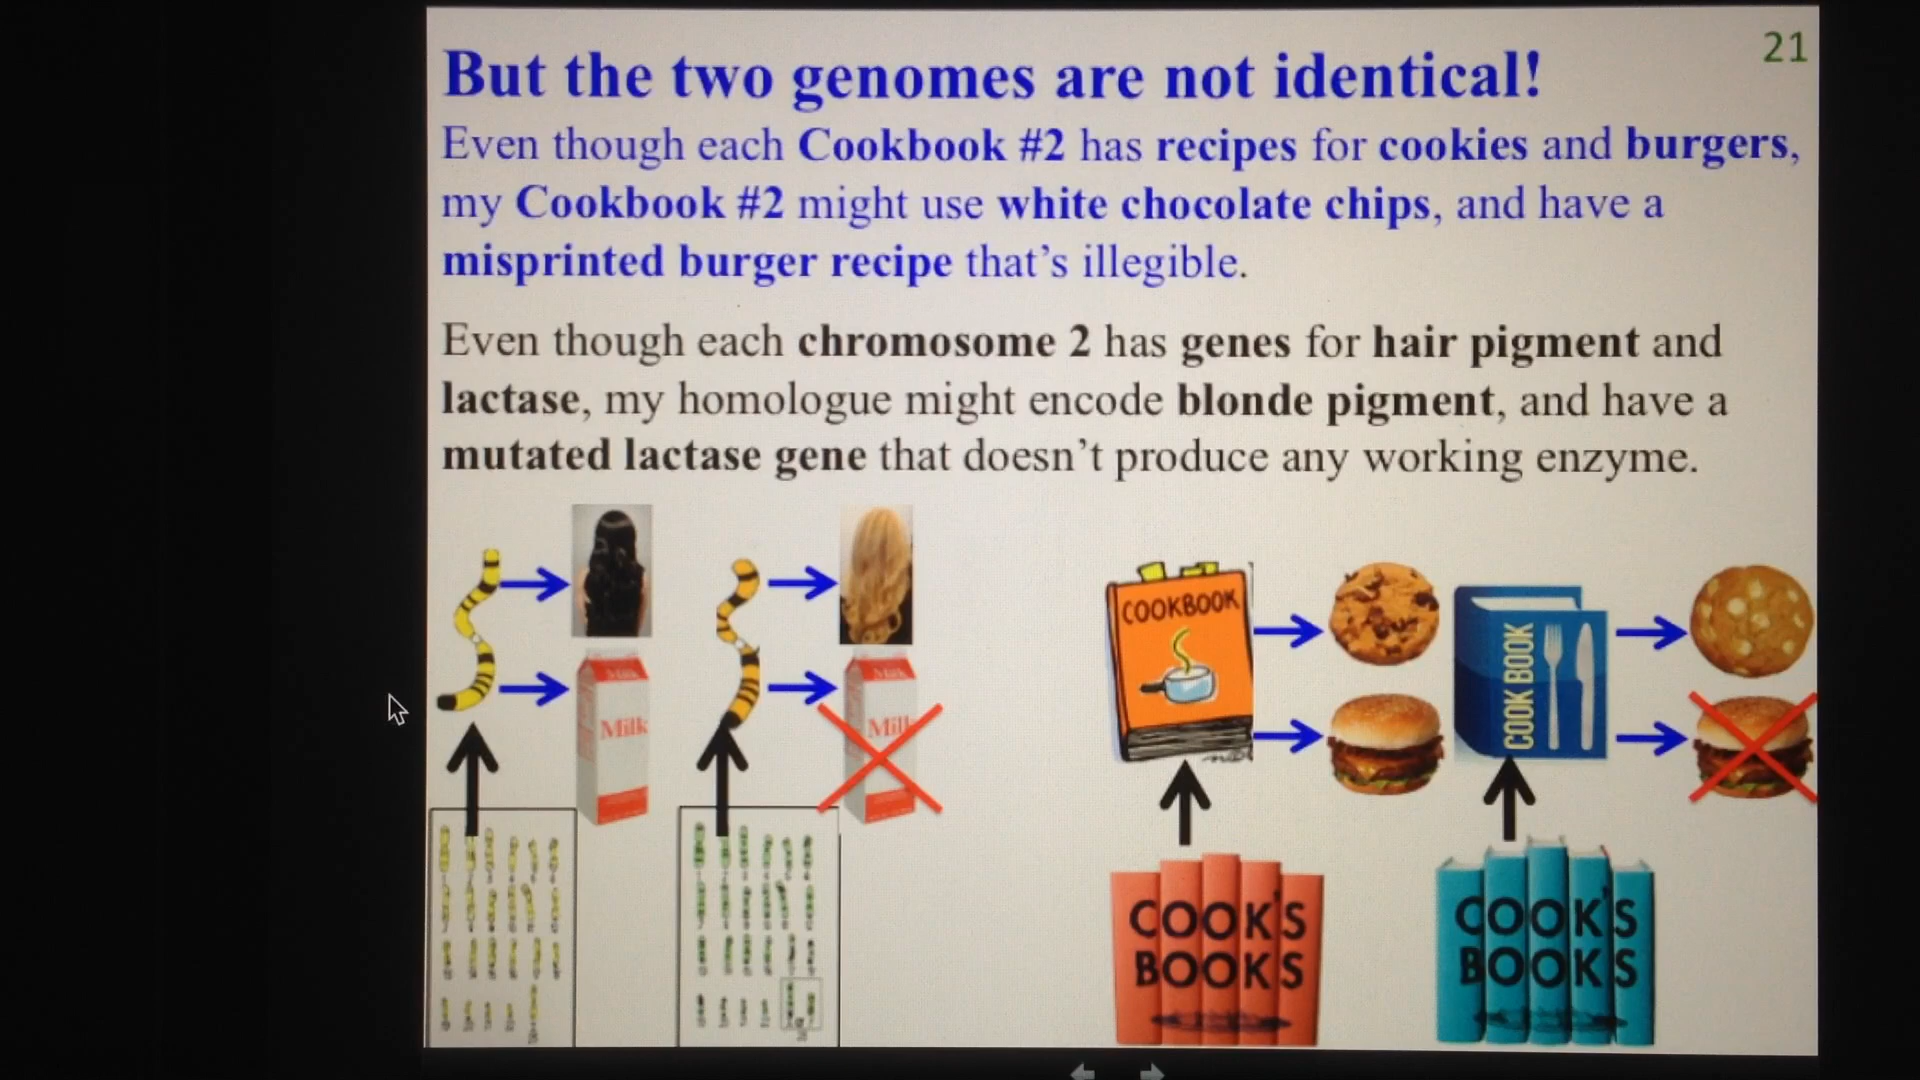 21
But the two genomes are not identical!
Even though each Cookbook #2 has recipes for cookies and burgers,
my Cookbook #2 might use white chocolate chips, and have a
misprinted burger recipe that's illegible.
Even though each chromosome 2 has genes for hair pigment and
lactase, my homologue might encode blonde pigment, and have a
mutated lactase gene that doesn't produce any working enzyme.
Milk
Milk
Milk
Milk
COOKBOOK
COOK BOOK
COOK'S
BOOKS
COOK'S
BOOKS